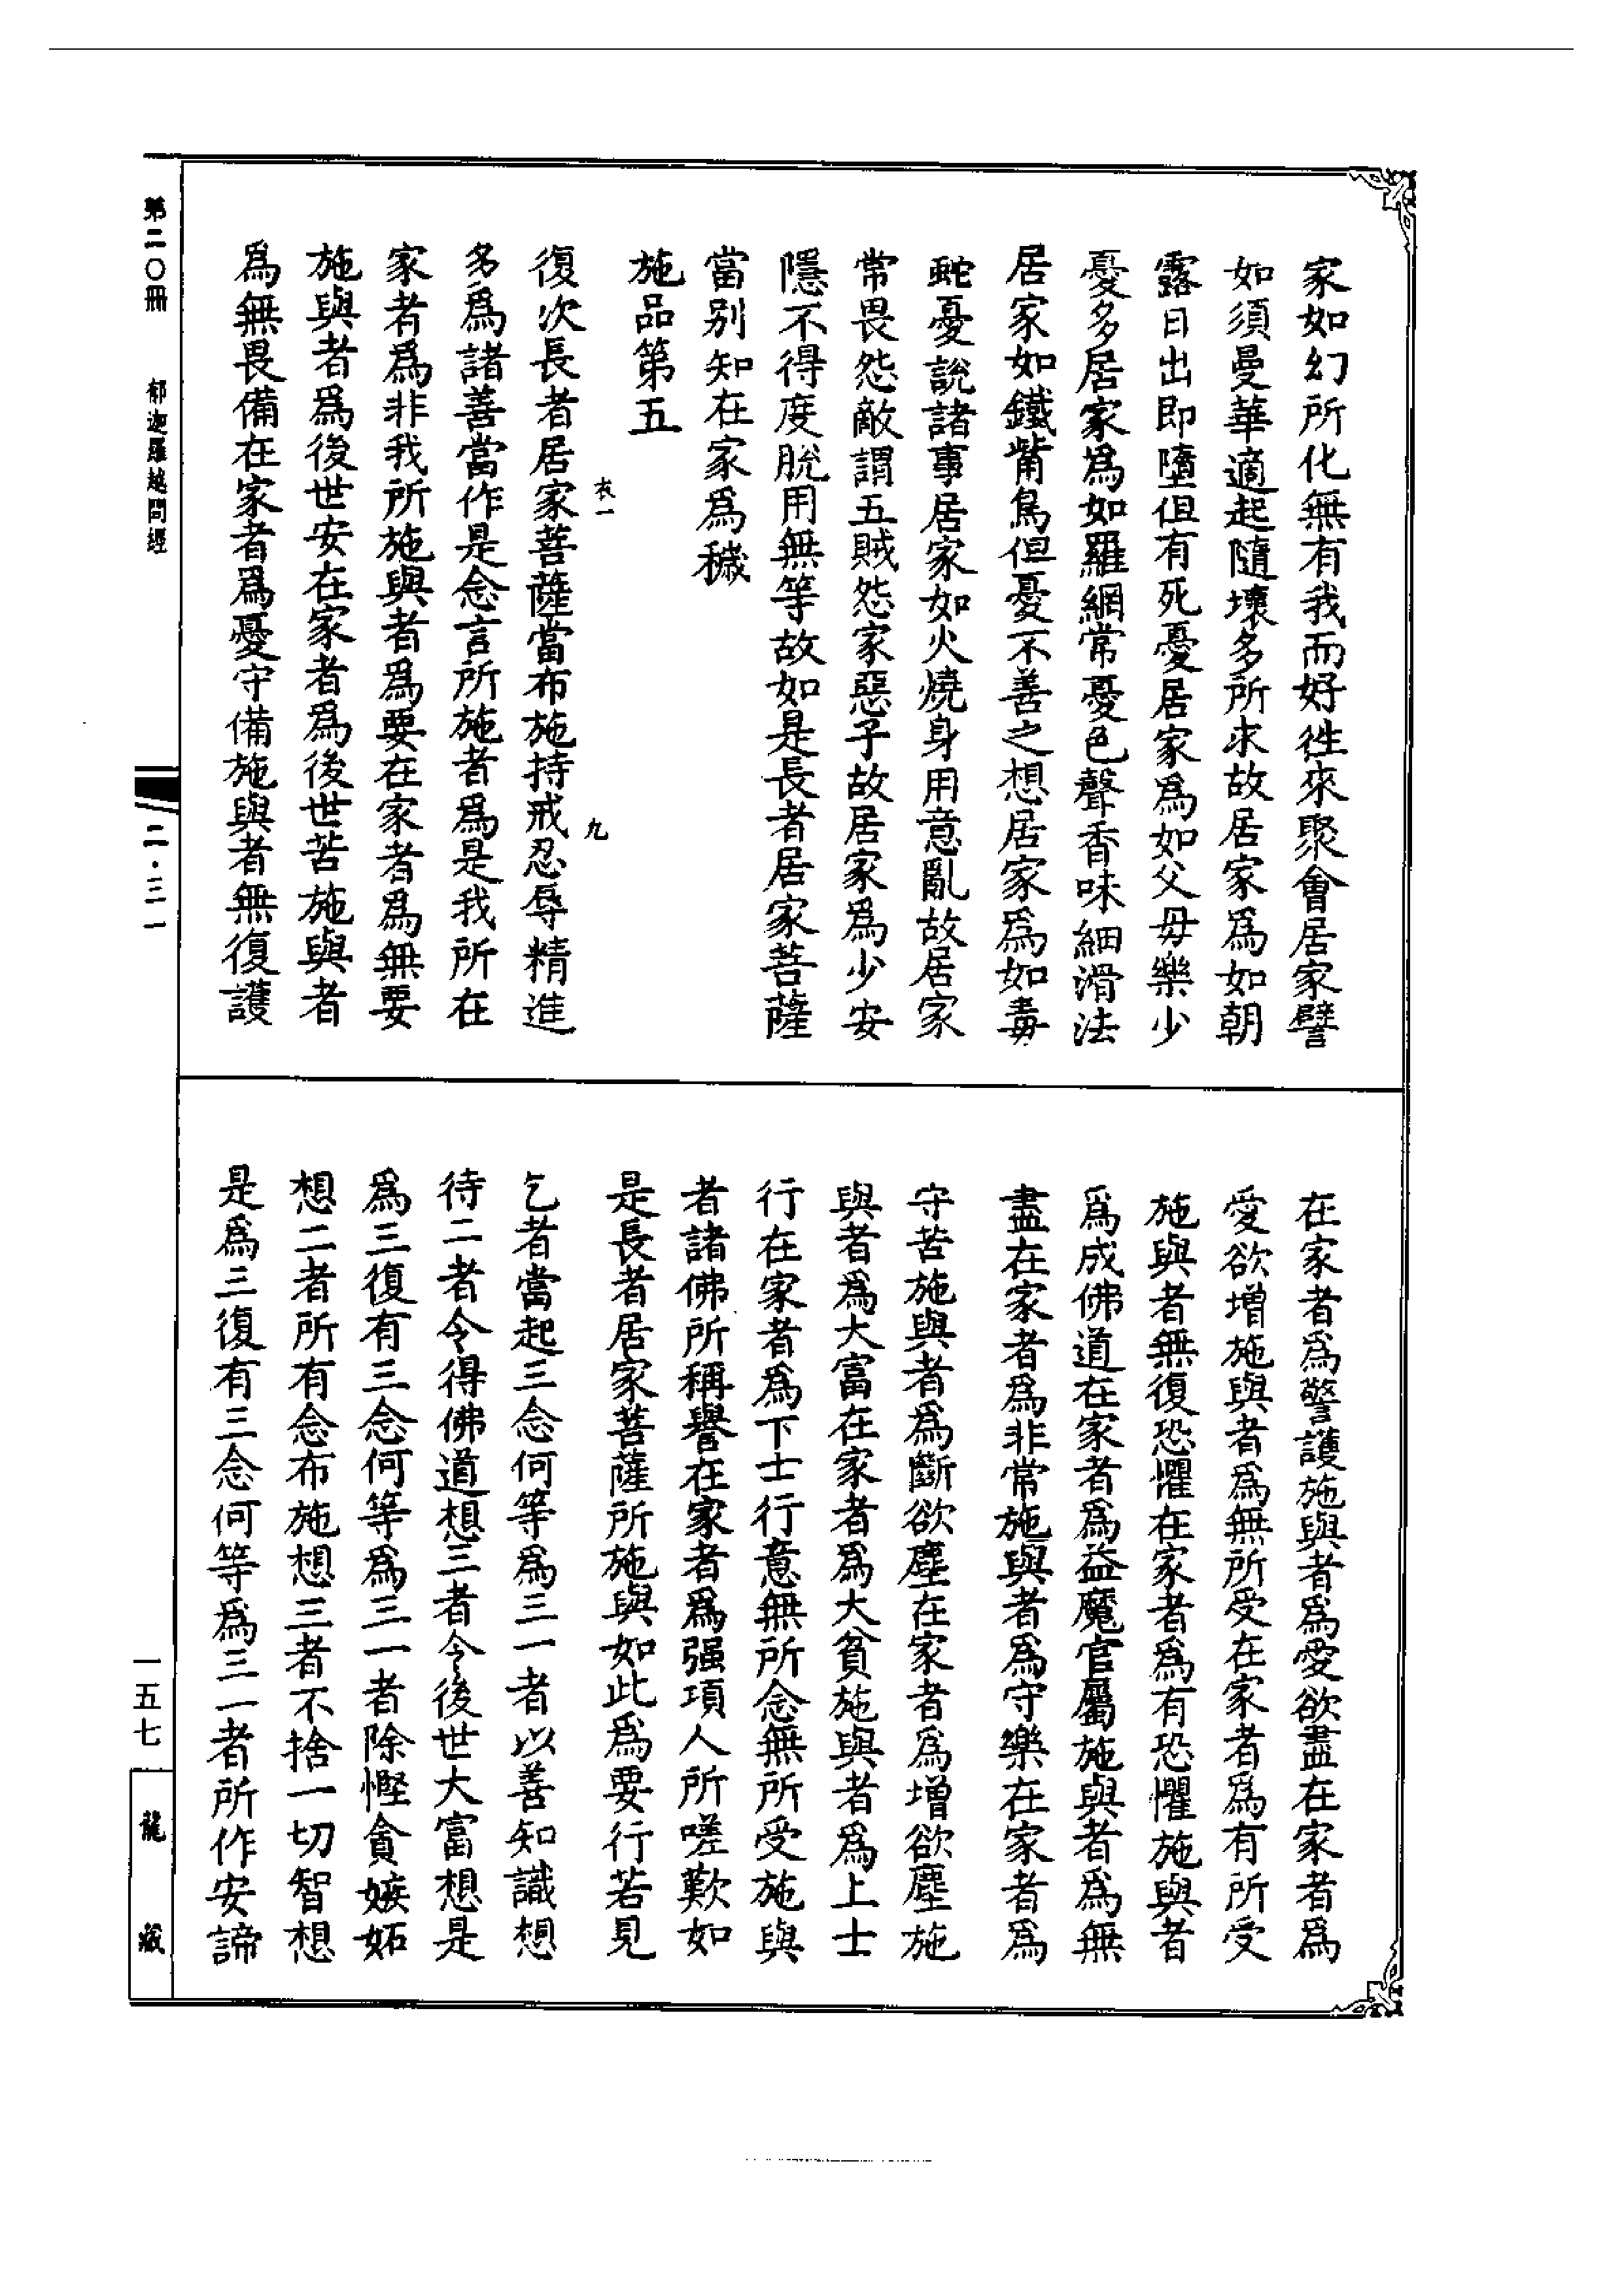 家如幻所化無有我而好徃來聚會居家譬
如須曼華適起隨壞多所求故居家爲如朝
露日出即墮但有死憂居家爲如父母樂少
憂多居家爲如羅網常憂色聲香味細滑法
居家如鐵觜鳥但憂不善之想居家爲如毒
蛇憂說諸事居家如火燒身用意亂故居家
常畏怨敵謂五賊怨家惡子故居家爲少安
隱不得度脫用無等故如是長者居家菩薩
當別知在家爲穢
施品第五
衣一 九
復次長者居家菩薩當布施持戒忍辱精進
多爲諸善當作是念言所施者爲是我所在
家者爲非我所施與者爲要在家者爲無要
施與者爲後世安在家者爲後世苦施與者
爲無畏備在家者爲憂守備施與者無復護
在家者爲警護施與者爲愛欲盡在家者爲
愛欲增施與者爲無所受在家者爲有所受
施與者無復恐懼在家者爲有恐懼施與者
爲成佛道在家者爲益魔官屬施與者爲無
盡在家者爲非常施與者爲守樂在家者爲
守苦施與者爲斷欲塵在家者爲增欲塵施
與者爲大富在家者爲大貧施與者爲上士
行在家者爲下士行意無所念無所受施與
者諸佛所稱譽在家者爲强項人所嗟歎如
是長者居家菩薩所施與如此爲要行若見
乞者當起三念何等爲三一者以善知識想
待二者令得佛道想三者令後世大富想是
爲三復有三念何等爲三一者除慳貪嫉妬
想二者所有念布施想三者不捨一切智想
是爲三復有三念何等爲三一者所作安諦
第二〇冊 郁迦羅越問經
二·三一
一五七
龍藏